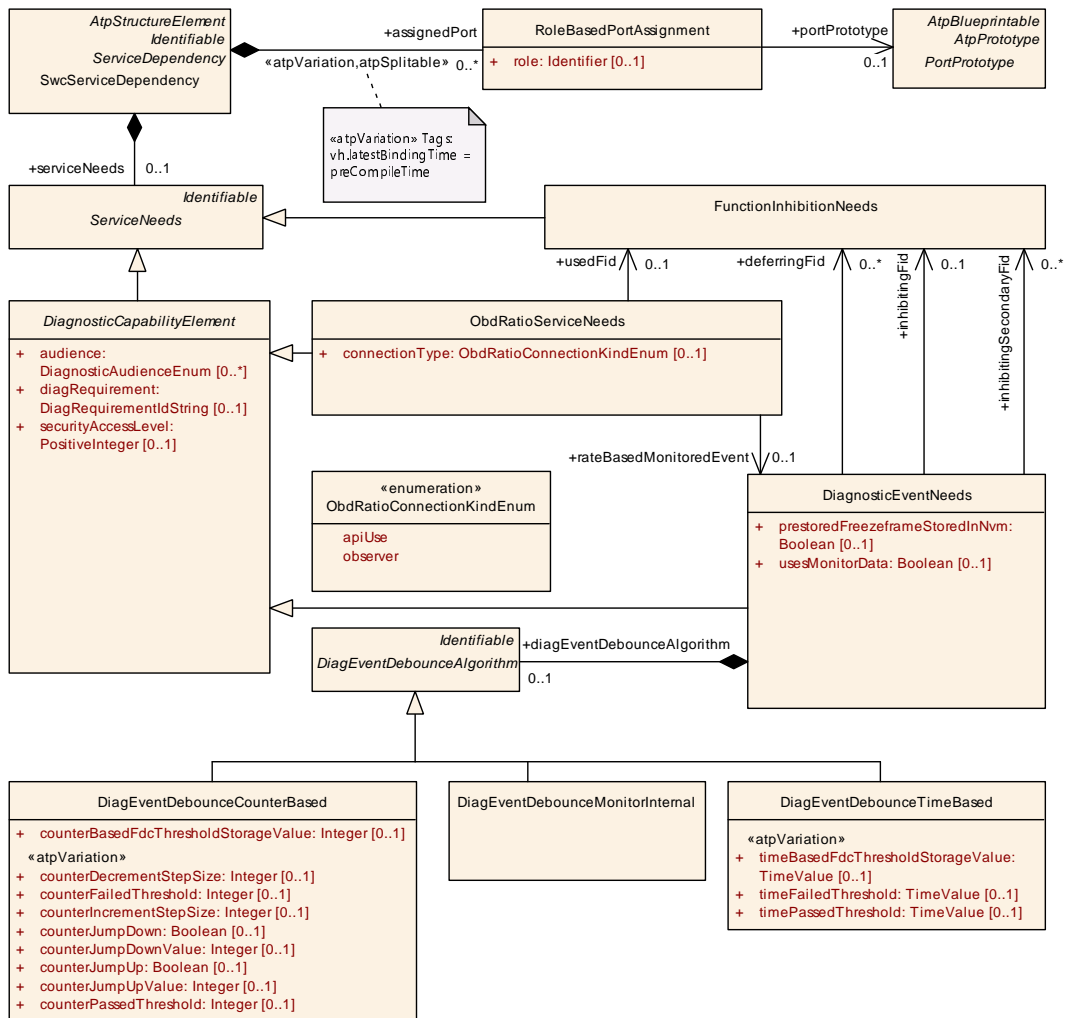 AtpStructureElement
Identifiable
ServiceDependency
SwcServiceDependency
+assignedPort
«atpVariation,atpSplitable»
0..*
RoleBasedPortAssignment
+ role: Identifier [0..1]
+portPrototype
0..1
AtpBlueprintable
AtpPrototype
PortPrototype
«atpVariation» Tags:
vh.latestBindingTime =
preCompileTime
+serviceNeeds
0..1
Identifiable
ServiceNeeds
FunctionInhibitionNeeds
+usedFid
0..1
+deferringFid
0..*
+inhibitingFid
0..1
+inhibitingSecondaryFid
0..*
DiagnosticCapabilityElement
+ audience:
DiagnosticAudienceEnum [0..*]
+ diagRequirement:
DiagRequirementIdString [0..1]
+ securityAccessLevel:
PositiveInteger [0..1]
ObdRatioServiceNeeds
+ connectionType: ObdRatioConnectionKindEnum [0..1]
+rateBasedMonitoredEvent
0..1
«enumeration»
ObdRatioConnectionKindEnum
apiUse
observer
DiagnosticEventNeeds
+ prestoredFreezeframeStoredInNvm:
Boolean [0..1]
+ usesMonitorData: Boolean [0..1]
Identifiable
DiagEventDebounceAlgorithm
+diagEventDebounceAlgorithm
0..1
DiagEventDebounceCounterBased
+ counterBasedFdcThresholdStorageValue: Integer [0..1]
«atpVariation»
+ counterDecrementStepSize: Integer [0..1]
+ counterFailedThreshold: Integer [0..1]
+ counterIncrementStepSize: Integer [0..1]
+ counterJumpDown: Boolean [0..1]
+ counterJumpDownValue: Integer [0..1]
+ counterJumpUp: Boolean [0..1]
+ counterJumpUpValue: Integer [0..1]
+ counterPassedThreshold: Integer [0..1]
DiagEventDebounceMonitorInternal
DiagEventDebounceTimeBased
«atpVariation»
+ timeBasedFdcThresholdStorageValue:
TimeValue [0..1]
+ timeFailedThreshold: TimeValue [0..1]
+ timePassedThreshold: TimeValue [0..1]